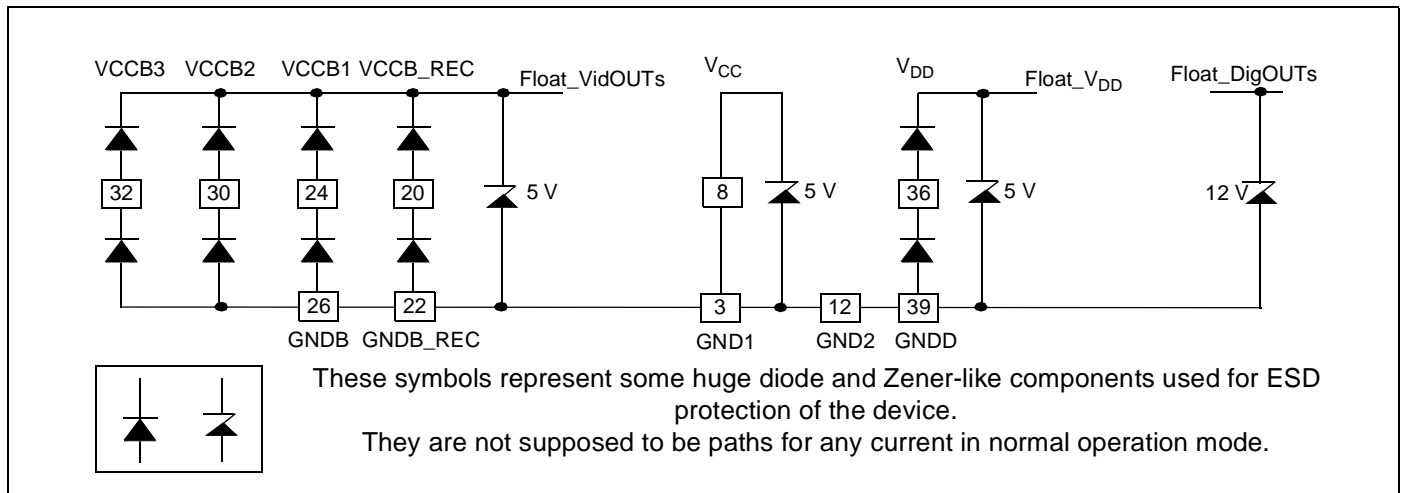 VCCB3 VCCB2 VCCB1 VCCB_REC Float_VidOUTs VCC VDD Float_VDD Float_DigOUTs
32 30 24 20 5 V 8 5 V 36 5 V 12 V
26 22 3 12 39
GNDB GNDB_REC GND1 GND2 GNDD
These symbols represent some huge diode and Zener-like components used for ESD
protection of the device.
They are not supposed to be paths for any current in normal operation mode.